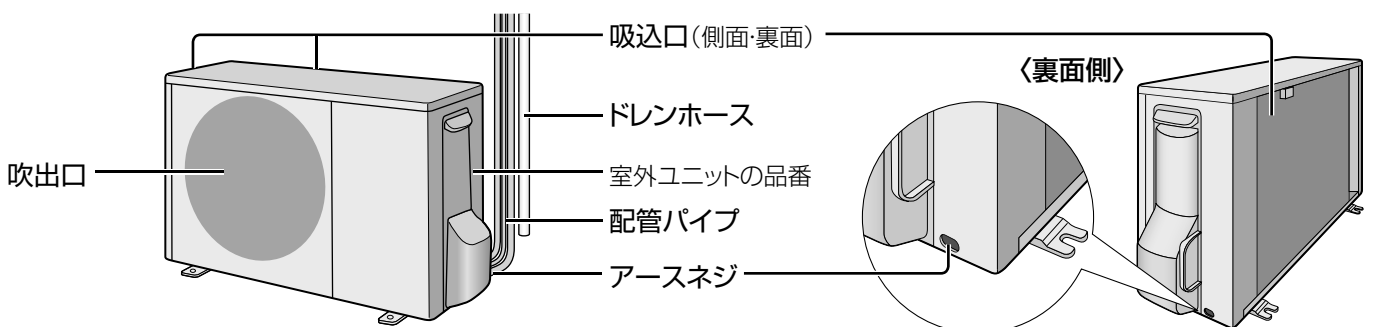 吸込口(側面・裏面)
〈裏面側〉
ドレンホース
吹出口
室外ユニットの品番
配管パイプ
アースネジ